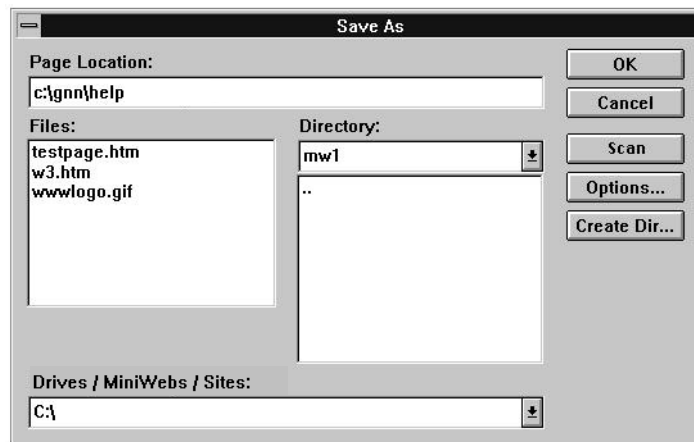 Save As
Page Location:
c:\gnn\help
Files:
testpage.htm
w3.htm
wwwlogo.gif
Directory:
mw1
..
Drives / MiniWebs / Sites:
C:\
OK
Cancel
Scan
Options...
Create Dir...